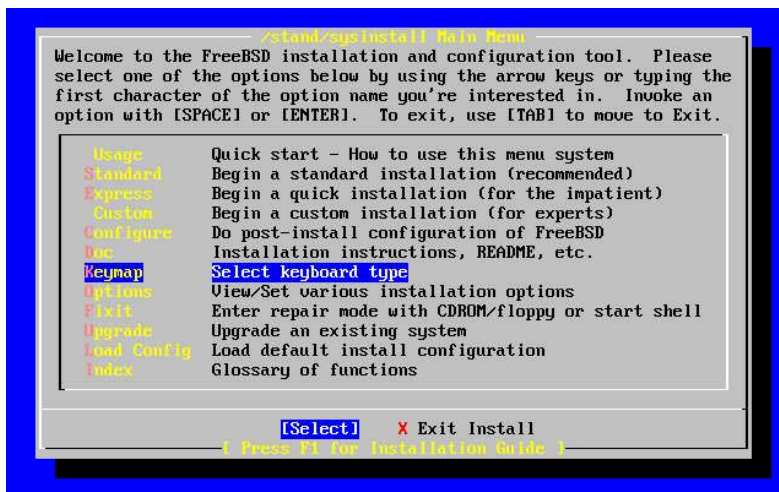 /stand/sysinstall Main Menu
Welcome to the FreeBSD installation and configuration tool.  Please
select one of the options below by using the arrow keys or typing the
first character of the option name you're interested in.  Invoke an
option with [SPACE] or [ENTER].  To exit, use [TAB] to move to Exit.
Usage Quick start - How to use this menu system
Standard Begin a standard installation (recommended)
Express Begin a quick installation (for the impatient)
Custom Begin a custom installation (for experts)
Configure Do post-install configuration of FreeBSD
Doc Installation instructions, README, etc.
Keymap Select keyboard type
Options View/Set various installation options
Fixit Enter repair mode with CDROM/floppy or start shell
Upgrade Upgrade an existing system
Load Config Load default install configuration
Index Glossary of functions
[Select] X Exit Install
[ Press F1 for Installation Guide ]